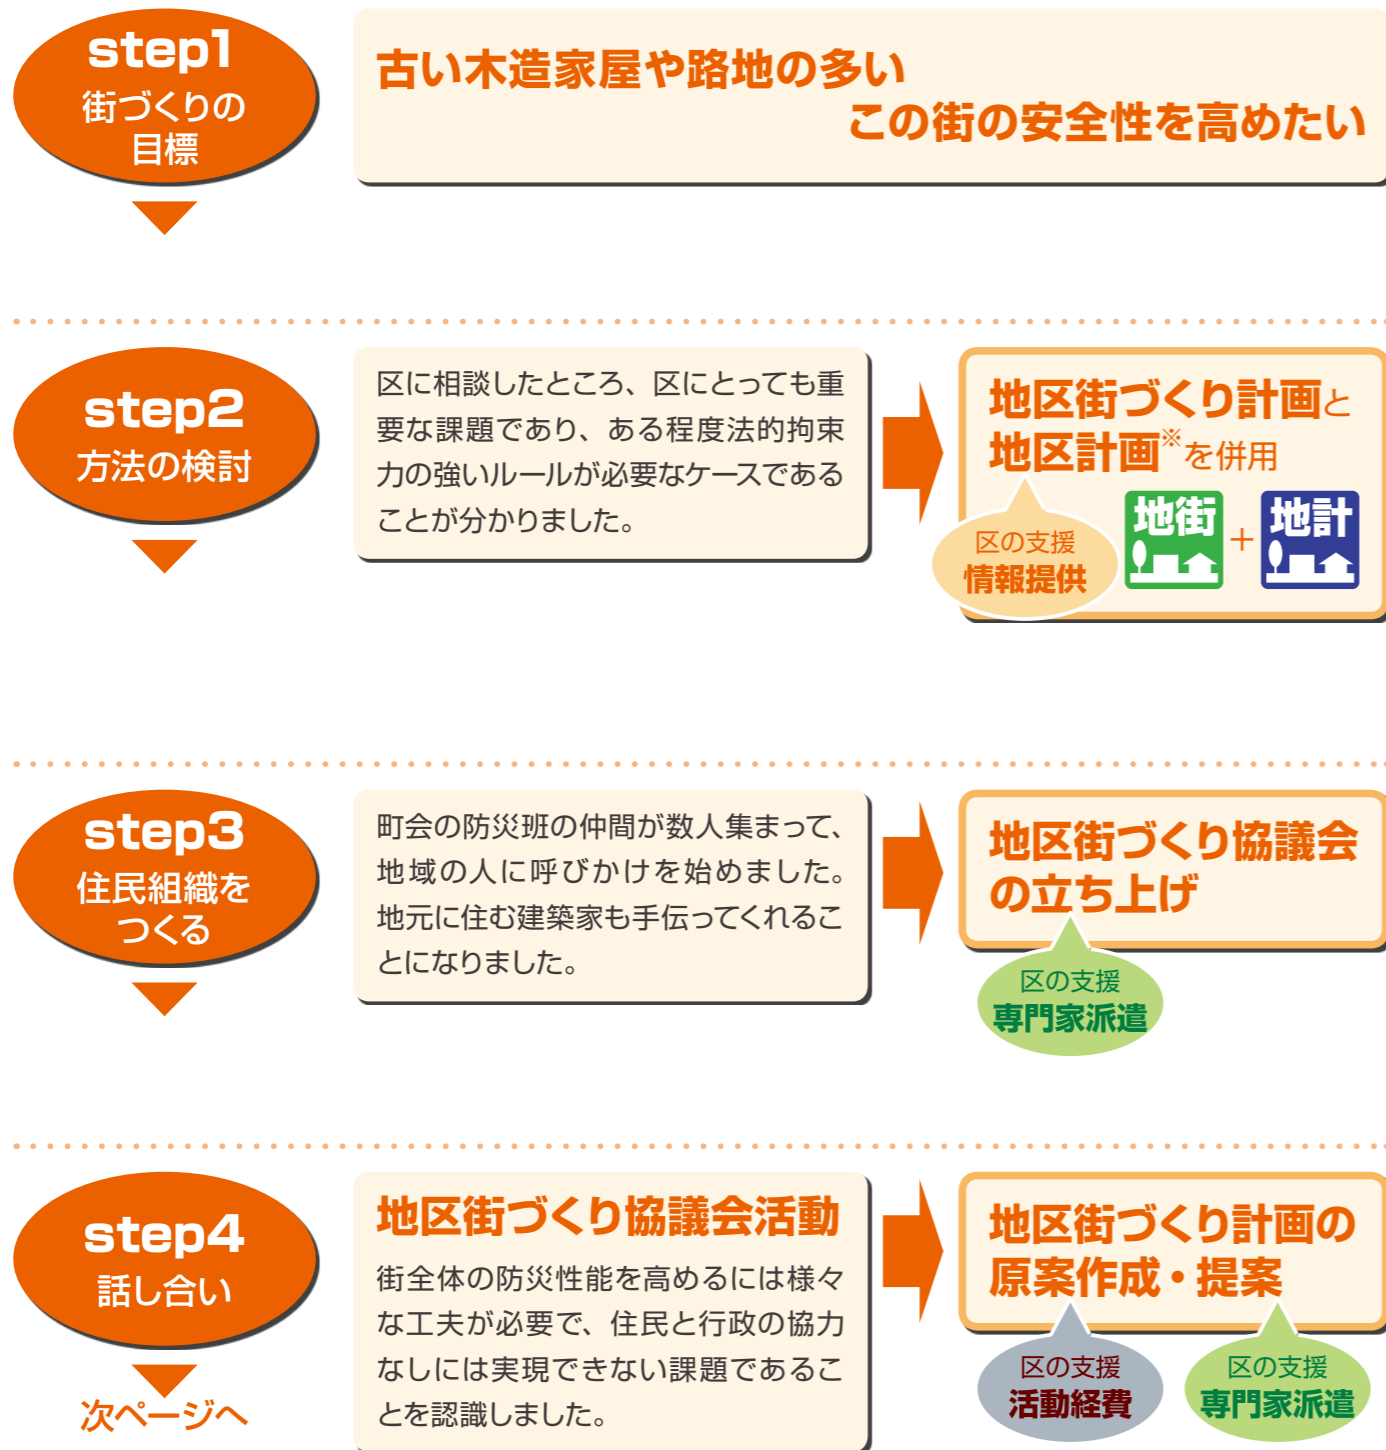 step1
街づくりの
目標
古い木造家屋や路地の多い
この街の安全性を高めたい
step2
方法の検討
区に相談したところ、区にとっても重
要な課題であり、ある程度法的拘束
力の強いルールが必要なケースである
ことが分かりました。
地区街づくり計画と
地区計画※を併用
区の支援
情報提供
地街
+
地計
step3
住民組織を
つくる
町会の防災班の仲間が数人集まって、
地域の人に呼びかけを始めました。
地元に住む建築家も手伝ってくれるこ
とになりました。
地区街づくり協議会
の立ち上げ
区の支援
専門家派遣
step4
話し合い
次ページへ
地区街づくり協議会活動
街全体の防災性能を高めるには様々
な工夫が必要で、住民と行政の協力
なしには実現できない課題であるこ
とを認識しました。
地区街づくり計画の
原案作成・提案
区の支援
活動経費
区の支援
専門家派遣